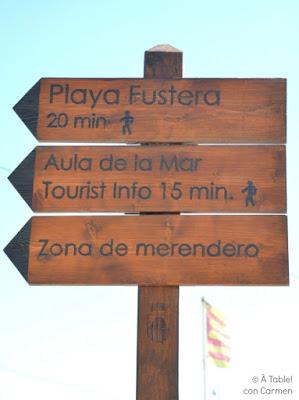 Playa Fustera
20 min.
Aula de la Mar
Tourist Info 15 min.
Zona de merendero
© À Table!
con Carmen